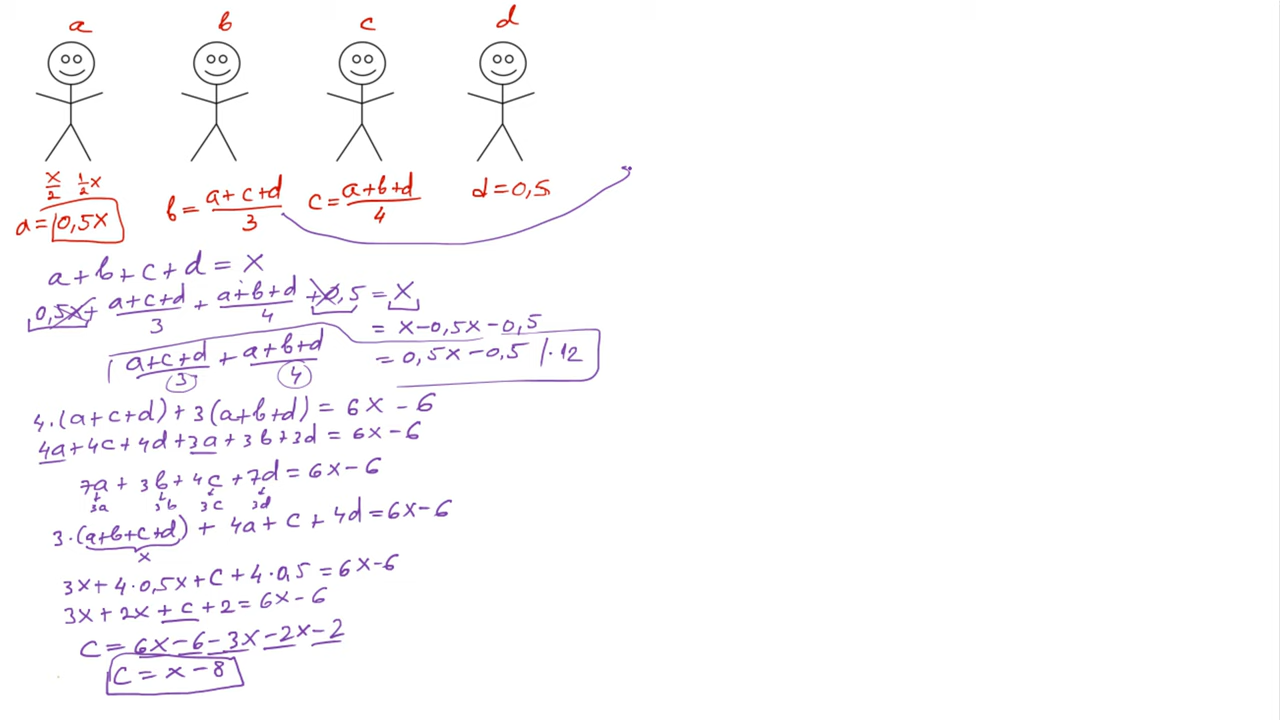 a b c d
x/2 1/2x
a = 0,5x b = (a+c+d)/3 c = (a+b+d)/4 d = 0,5
a+b+c+d = x
0,5x + (a+c+d)/3 + (a+b+d)/4 + 0,5 = x
= x-0,5x-0,5
(a+c+d)/3 + (a+b+d)/4 = 0,5x-0,5 /·12
4·(a+c+d)+3(a+b+d) = 6x-6
4a+4c+4d+3a+3b+3d = 6x-6
7a+3b+4c+7d = 6x-6
3a 3b 3c 3d
3·(a+b+c+d) + 4a+c+4d = 6x-6
x
3x+4·0,5x+c+4·0,5 = 6x-6
3x+2x+c+2 = 6x-6
c = 6x-6-3x-2x-2
c = x-8